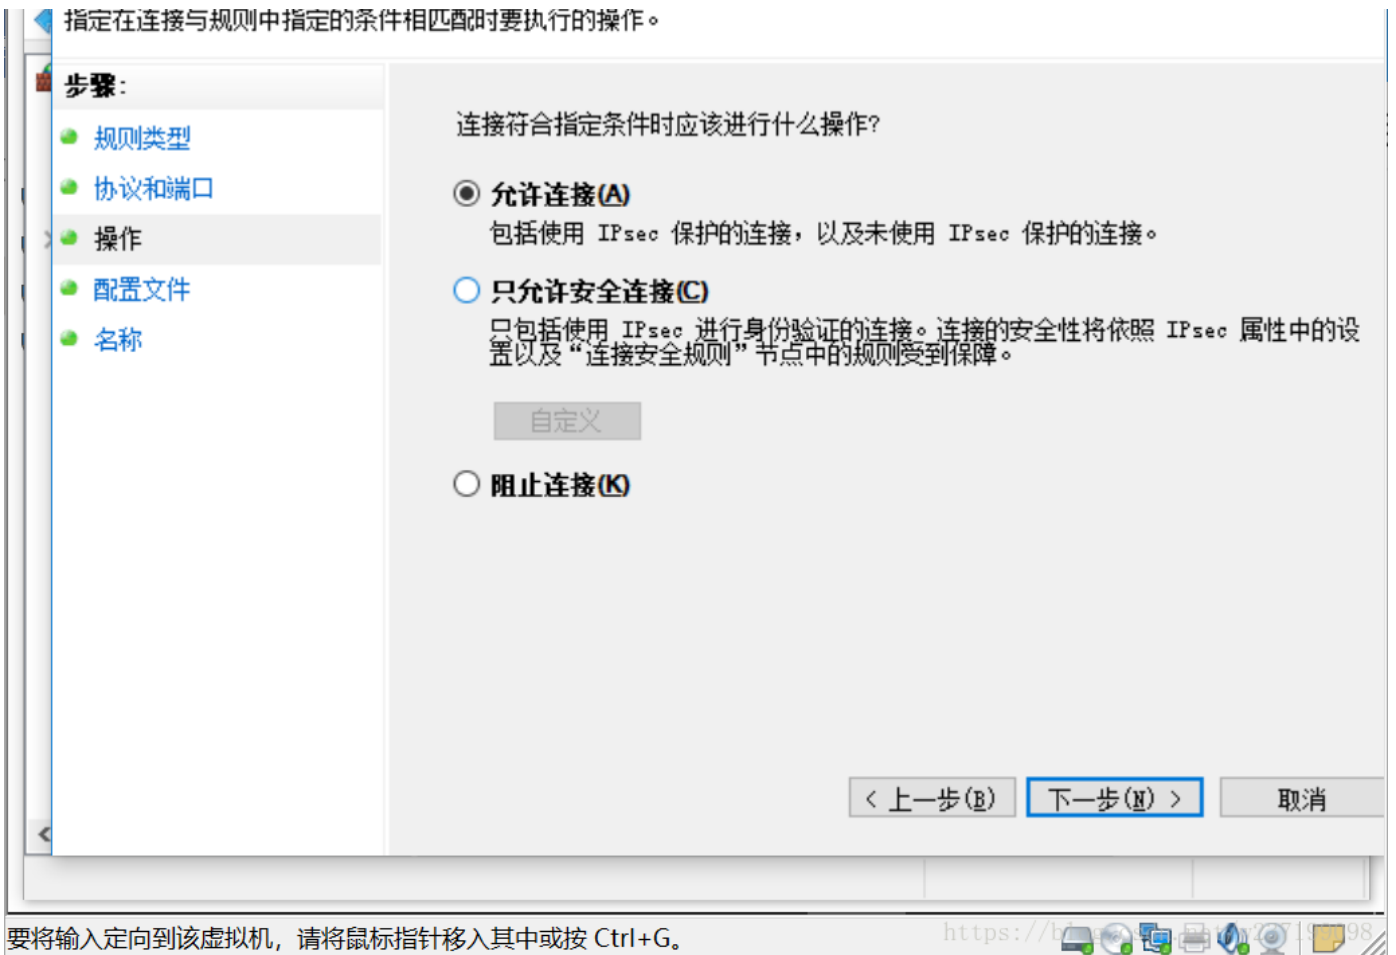 指定在连接与规则中指定的条件相匹配时要执行的操作。
步骤:
规则类型
协议和端口
操作
配置文件
名称
连接符合指定条件时应该进行什么操作?
允许连接(A)
包括使用 IPsec 保护的连接，以及未使用 IPsec 保护的连接。
只允许安全连接(C)
只包括使用 IPsec 进行身份验证的连接。连接的安全性将依照 IPsec 属性中的设
置以及“连接安全规则”节点中的规则受到保障。
自定义
阻止连接(K)
< 上一步(B)
下一步(N) >
取消
要将输入定向到该虚拟机，请将鼠标指针移入其中或按 Ctrl+G。